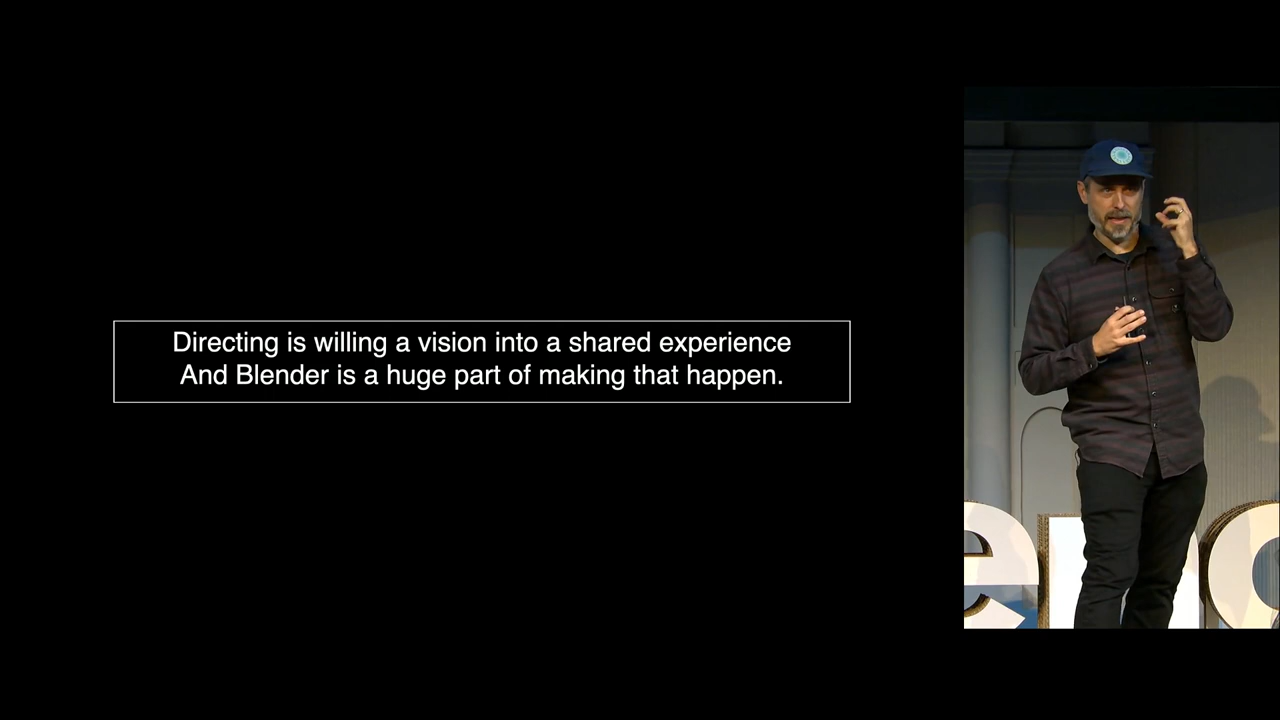 Directing is willing a vision into a shared experience
And Blender is a huge part of making that happen.